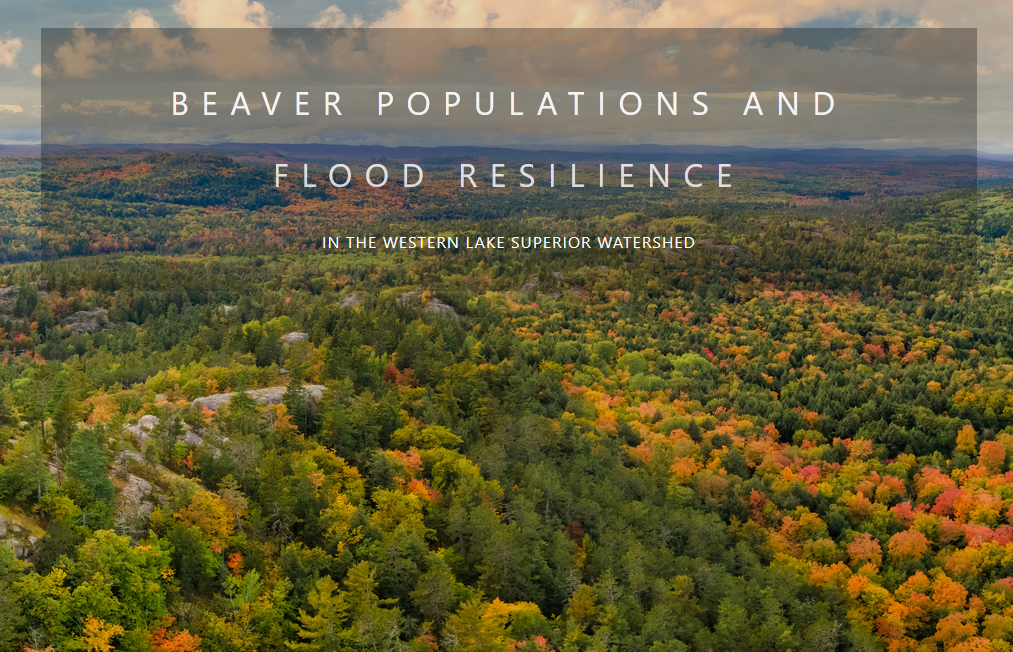 BEAVER POPULATIONS AND
FLOOD RESILIENCE
IN THE WESTERN LAKE SUPERIOR WATERSHED